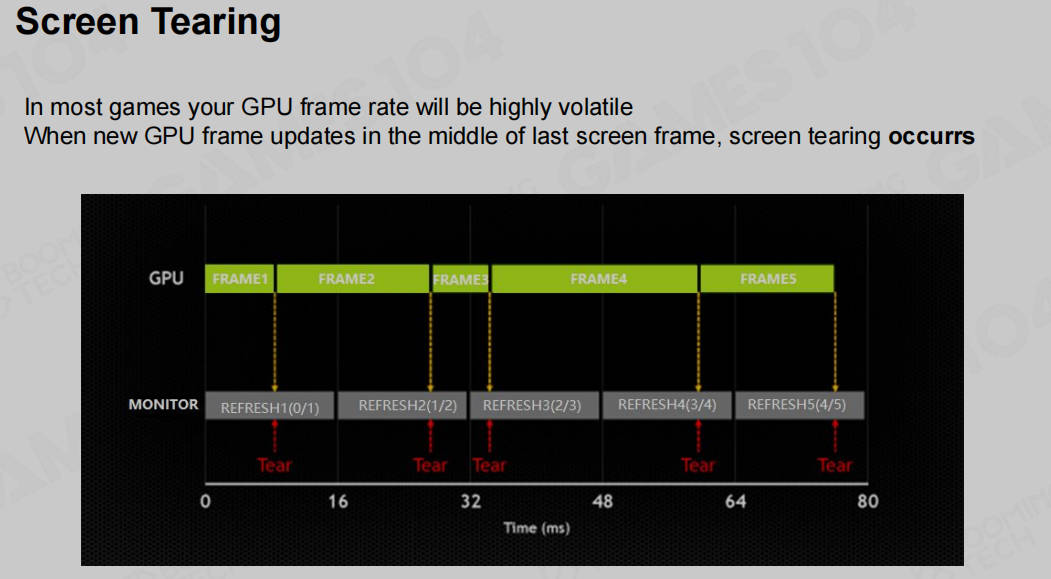 Screen Tearing
In most games your GPU frame rate will be highly volatile
When new GPU frame updates in the middle of last screen frame, screen tearing occurrs
GPU
FRAME1 FRAME2 FRAME3 FRAME4 FRAME5
MONITOR
REFRESH1(0/1) REFRESH2(1/2) REFRESH3(2/3) REFRESH4(3/4) REFRESH5(4/5)
Tear Tear Tear Tear Tear
0 16 32 48 64 80
Time (ms)
GAMES104
BOOMING TECH